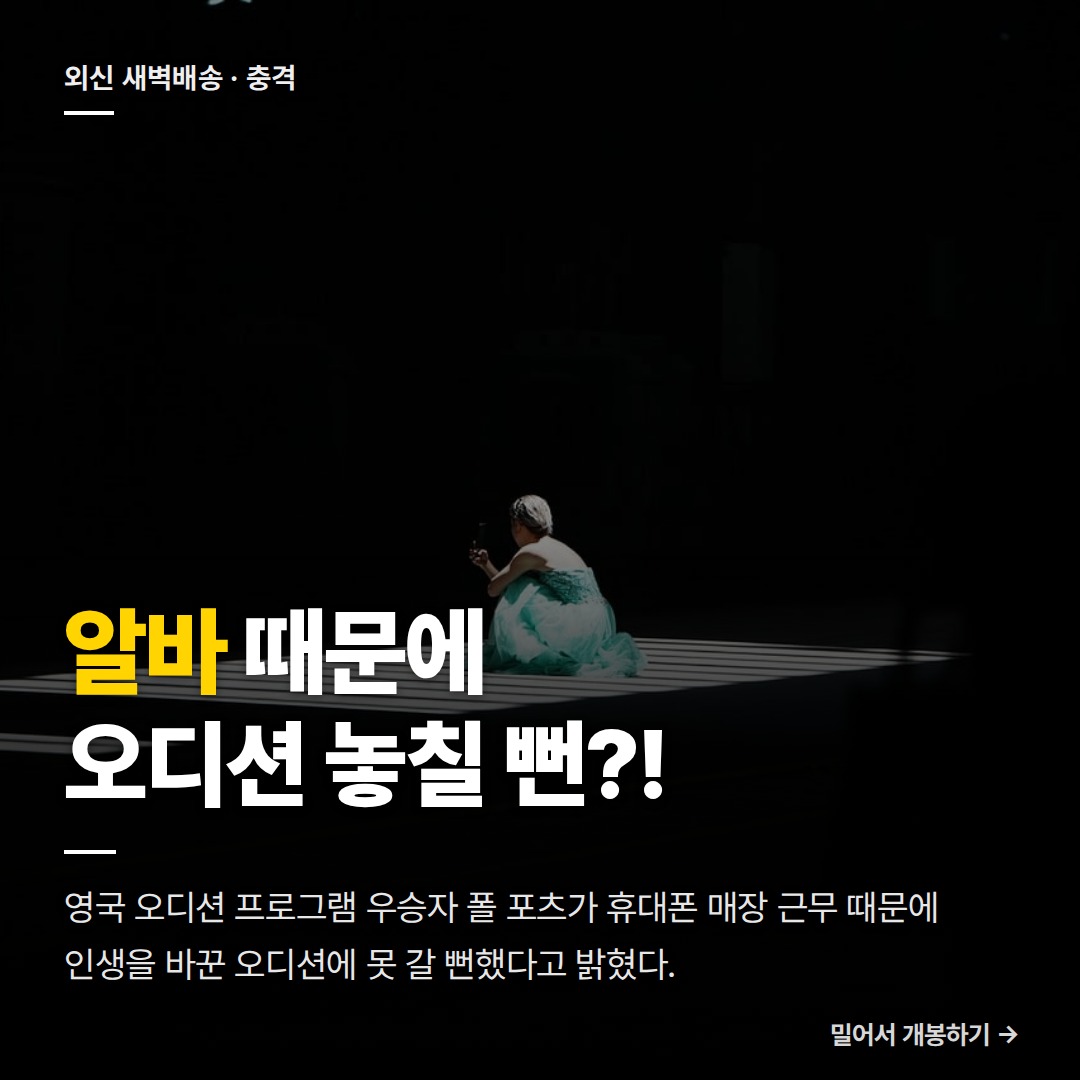 외신 새벽배송 · 충격
알바 때문에
오디션 놓칠 뻔?!
영국 오디션 프로그램 우승자 폴 포츠가 휴대폰 매장 근무 때문에
인생을 바꾼 오디션에 못 갈 뻔했다고 밝혔다.
밀어서 개봉하기 →